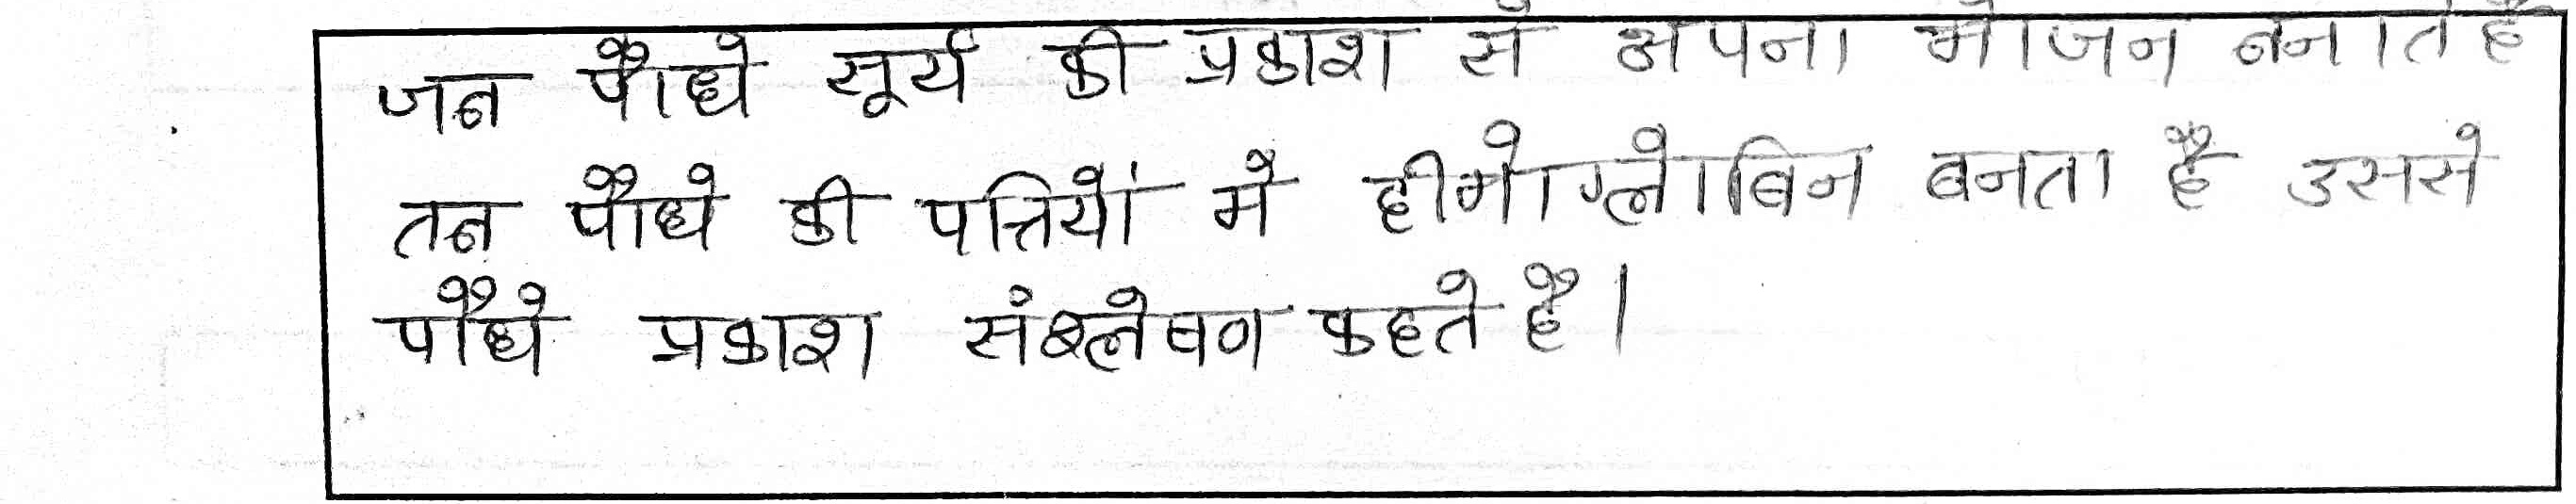 जब पौधे सूर्य की प्रकाश से अपना भोजन बनाते है
तब पौधे की पत्तियों मे हीमोग्लोबिन बनता है उससे
पौधे प्रकाश संश्लेषण कहते है।